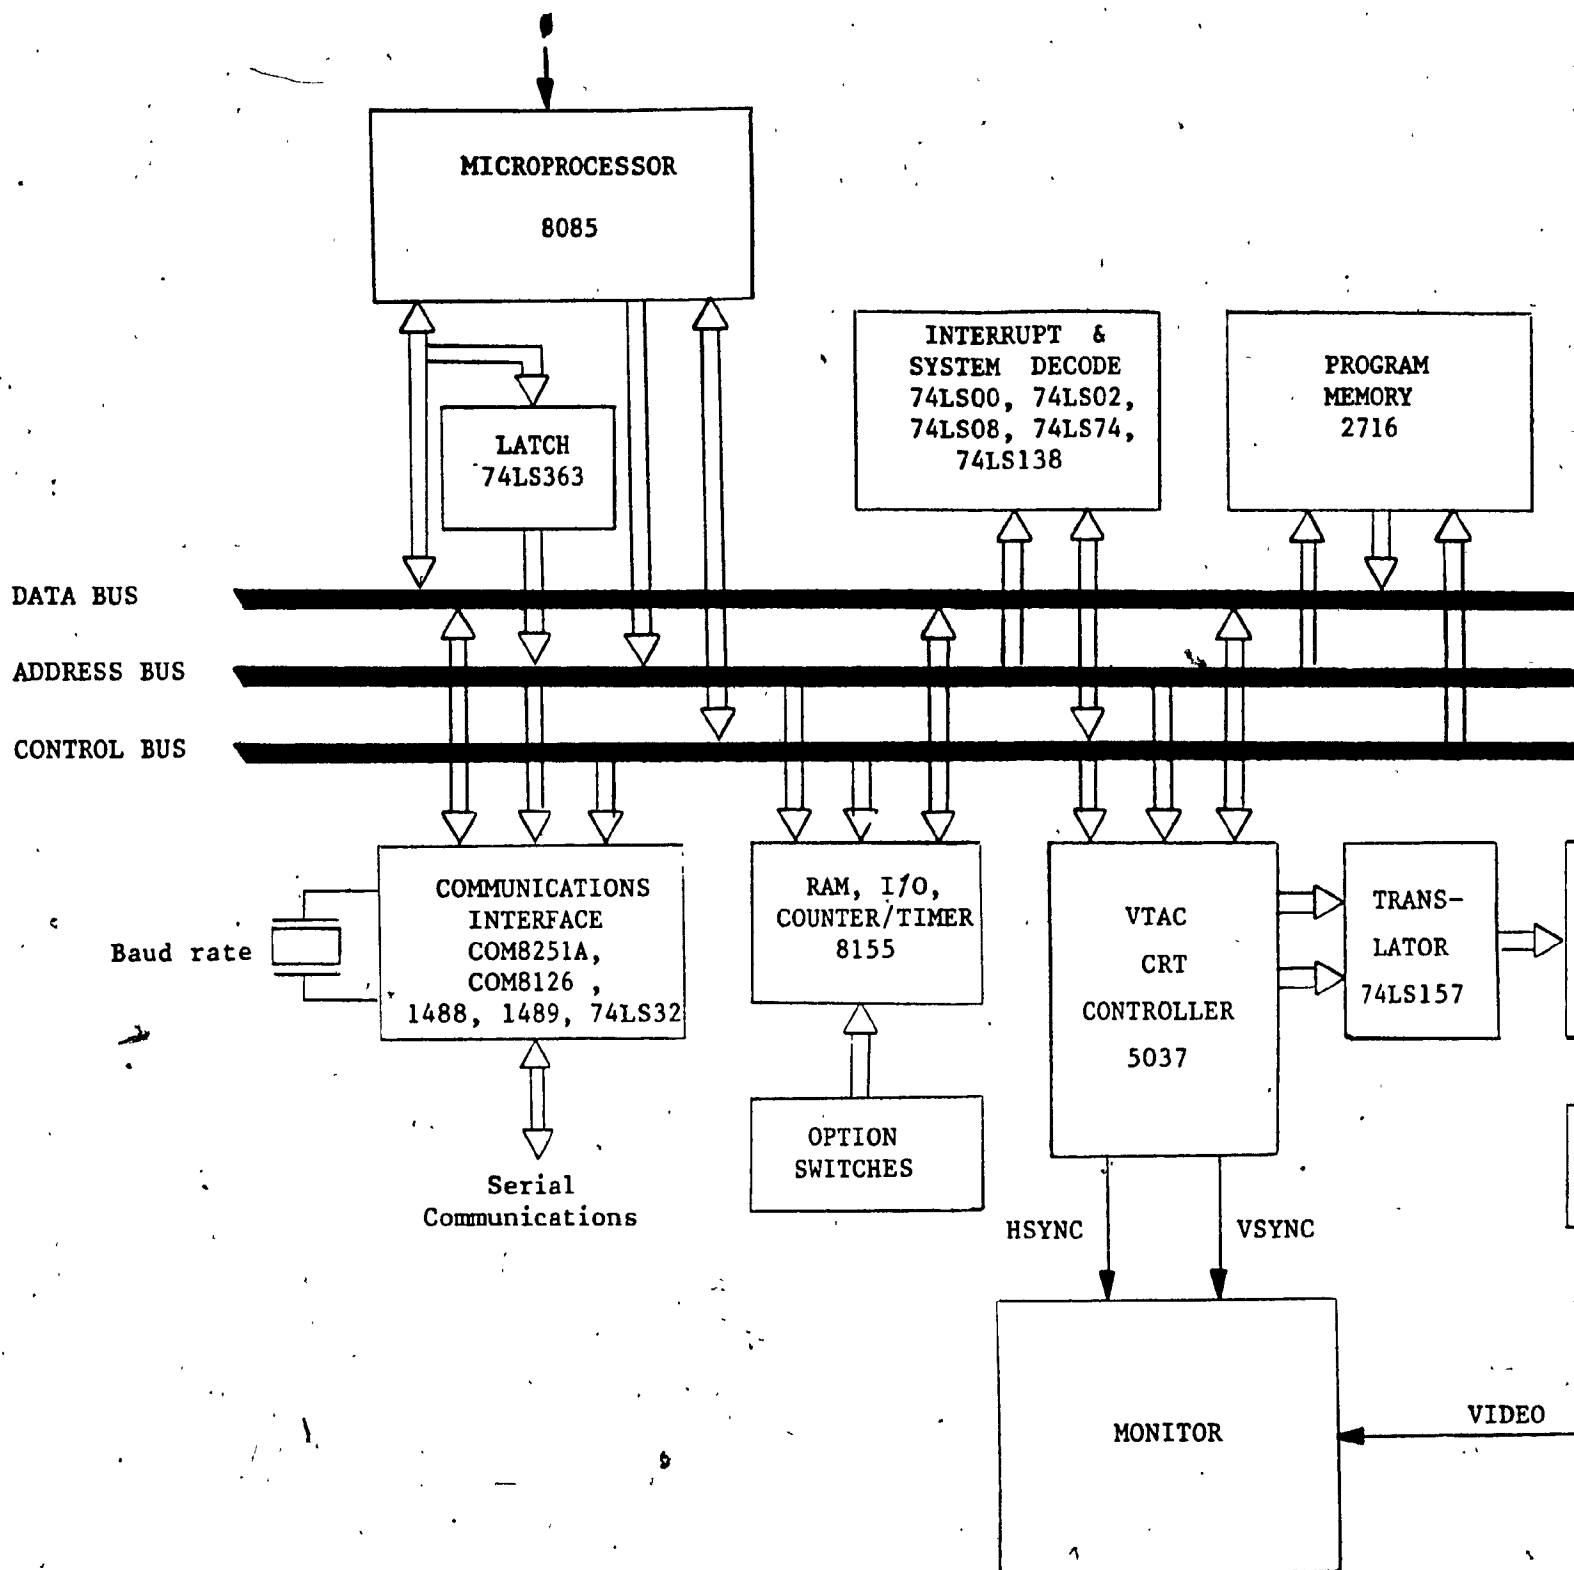 MICROPROCESSOR
8085
INTERRUPT &
SYSTEM DECODE
74LS00, 74LS02,
74LS08, 74LS74,
74LS138
PROGRAM
MEMORY
2716
LATCH
74LS363
DATA BUS
ADDRESS BUS
CONTROL BUS
Baud rate
COMMUNICATIONS
INTERFACE
COM8251A,
COM8126 ,
1488, 1489, 74LS32
RAM, I/O,
COUNTER/TIMER
8155
VTAC
CRT
CONTROLLER
5037
TRANS-
LATOR
74LS157
OPTION
SWITCHES
Serial
Communications
HSYNC
VSYNC
MONITOR
VIDEO